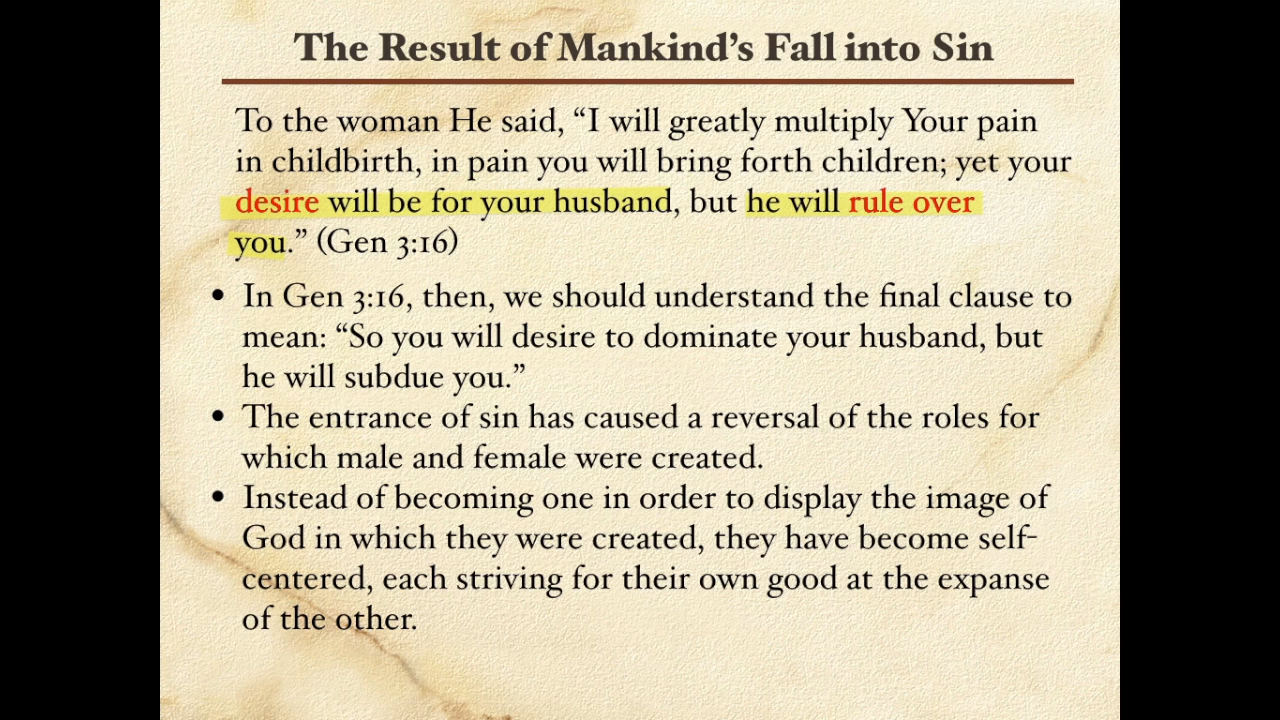 The Result of Mankind’s Fall into Sin
To the woman He said, “I will greatly multiply Your pain
in childbirth, in pain you will bring forth children; yet your
desire will be for your husband, but he will rule over
you.” (Gen 3:16)
• In Gen 3:16, then, we should understand the final clause to
mean: “So you will desire to dominate your husband, but
he will subdue you.”
• The entrance of sin has caused a reversal of the roles for
which male and female were created.
• Instead of becoming one in order to display the image of
God in which they were created, they have become self-
centered, each striving for their own good at the expanse
of the other.